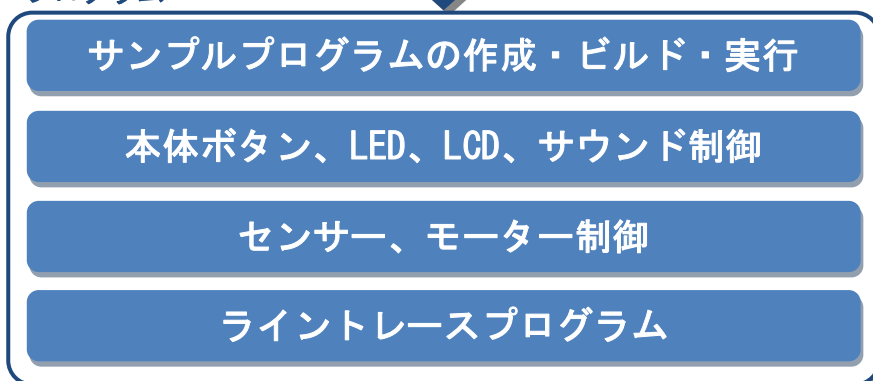 サンプルプログラムの作成・ビルド・実行
本体ボタン、LED、LCD、サウンド制御
センサー、モーター制御
ライントレースプログラム